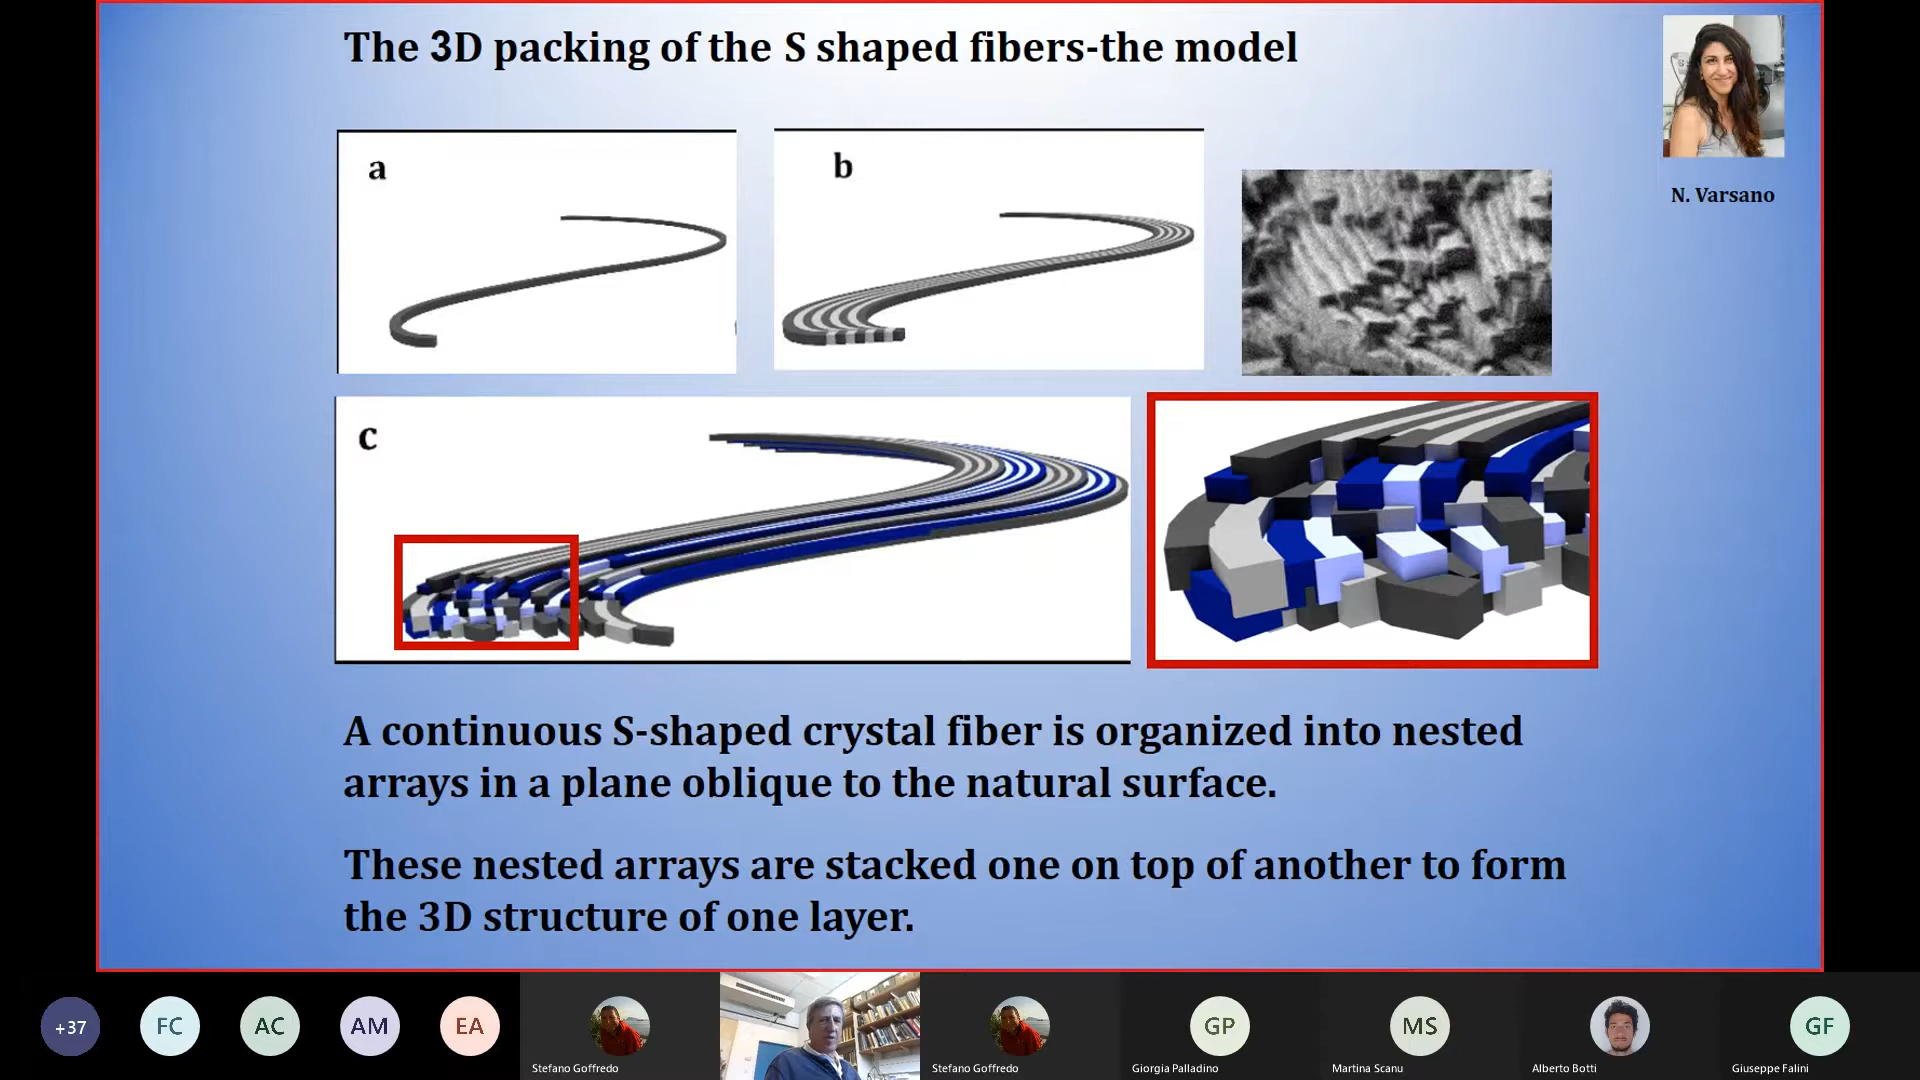 The 3D packing of the S shaped fibers-the model
a
b
N. Varsano
c
A continuous S-shaped crystal fiber is organized into nested
arrays in a plane oblique to the natural surface.
These nested arrays are stacked one on top of another to form
the 3D structure of one layer.
+37
FC
AC
AM
EA
GP
MS
GF
Stefano Goffredo
Stefano Goffredo
Giorgia Palladino
Martina Scanu
Alberto Botti
Giuseppe Falini